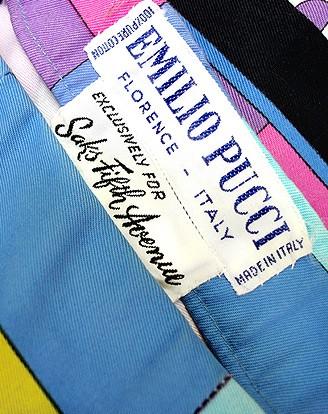 100% PURE COTTON
EMILIO PUCCI
FLORENCE - ITALY
MADE IN ITALY
EXCLUSIVELY FOR
Saks Fifth Avenue